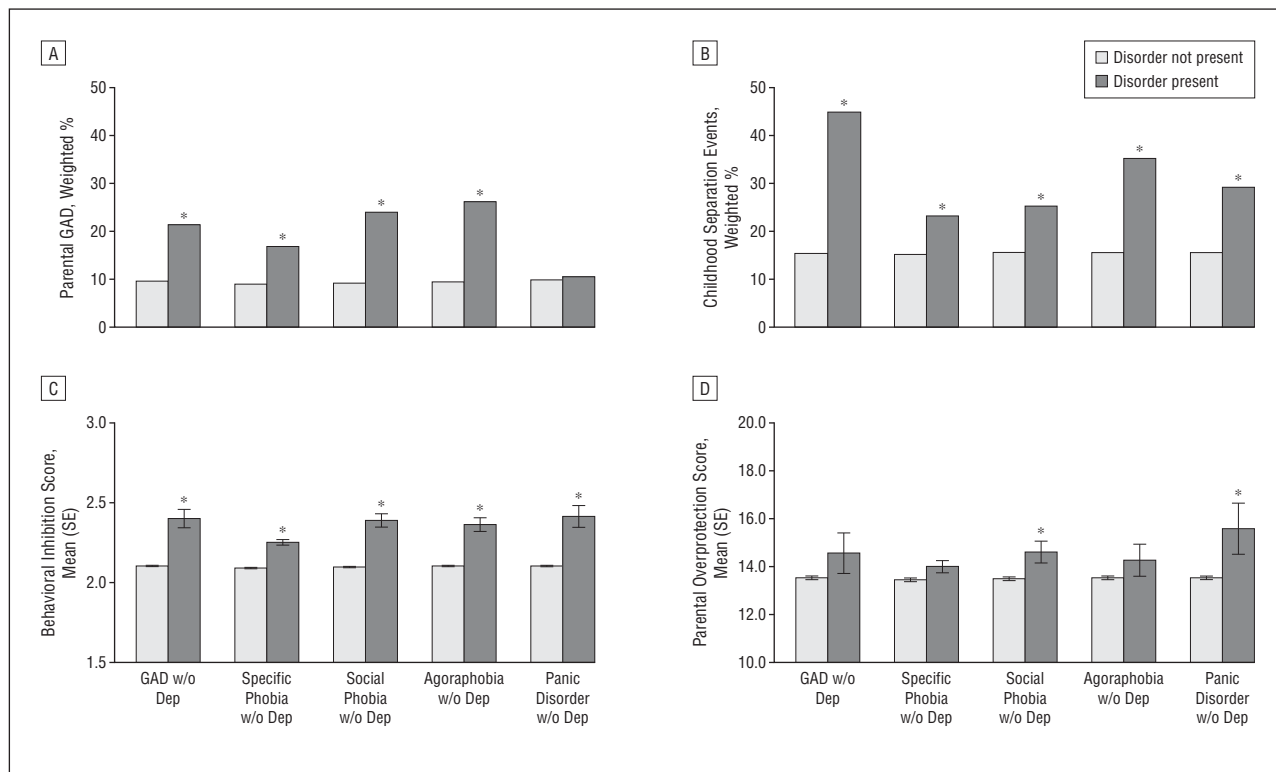 A
Parental GAD, Weighted %
50
40
30
20
10
0
*
*
*
*
B
Disorder not present
Disorder present
Childhood Separation Events,
Weighted %
50
40
30
20
10
0
*
*
*
*
*
C
Behavioral Inhibition Score,
Mean (SE)
3.0
2.5
2.0
1.5
*
*
*
*
*
GAD w/o
Dep
Specific
Phobia
w/o Dep
Social
Phobia
w/o Dep
Agoraphobia
w/o Dep
Panic
Disorder
w/o Dep
D
Parental Overprotection Score,
Mean (SE)
20.0
18.0
16.0
14.0
12.0
10.0
*
*
GAD w/o
Dep
Specific
Phobia
w/o Dep
Social
Phobia
w/o Dep
Agoraphobia
w/o Dep
Panic
Disorder
w/o Dep